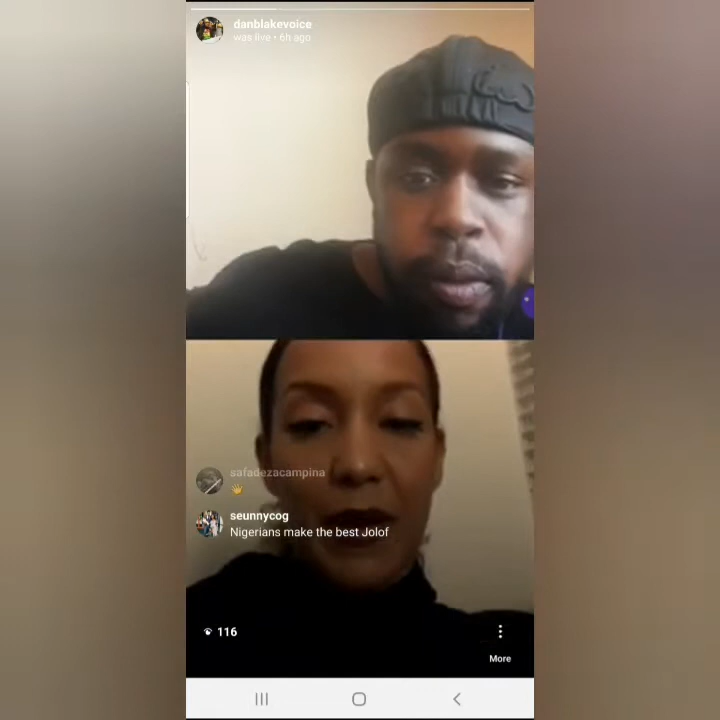 danblakevoice
was live • 6h ago
safadezacampina
👑
seunnycog
Nigerians make the best Jolof
116
More